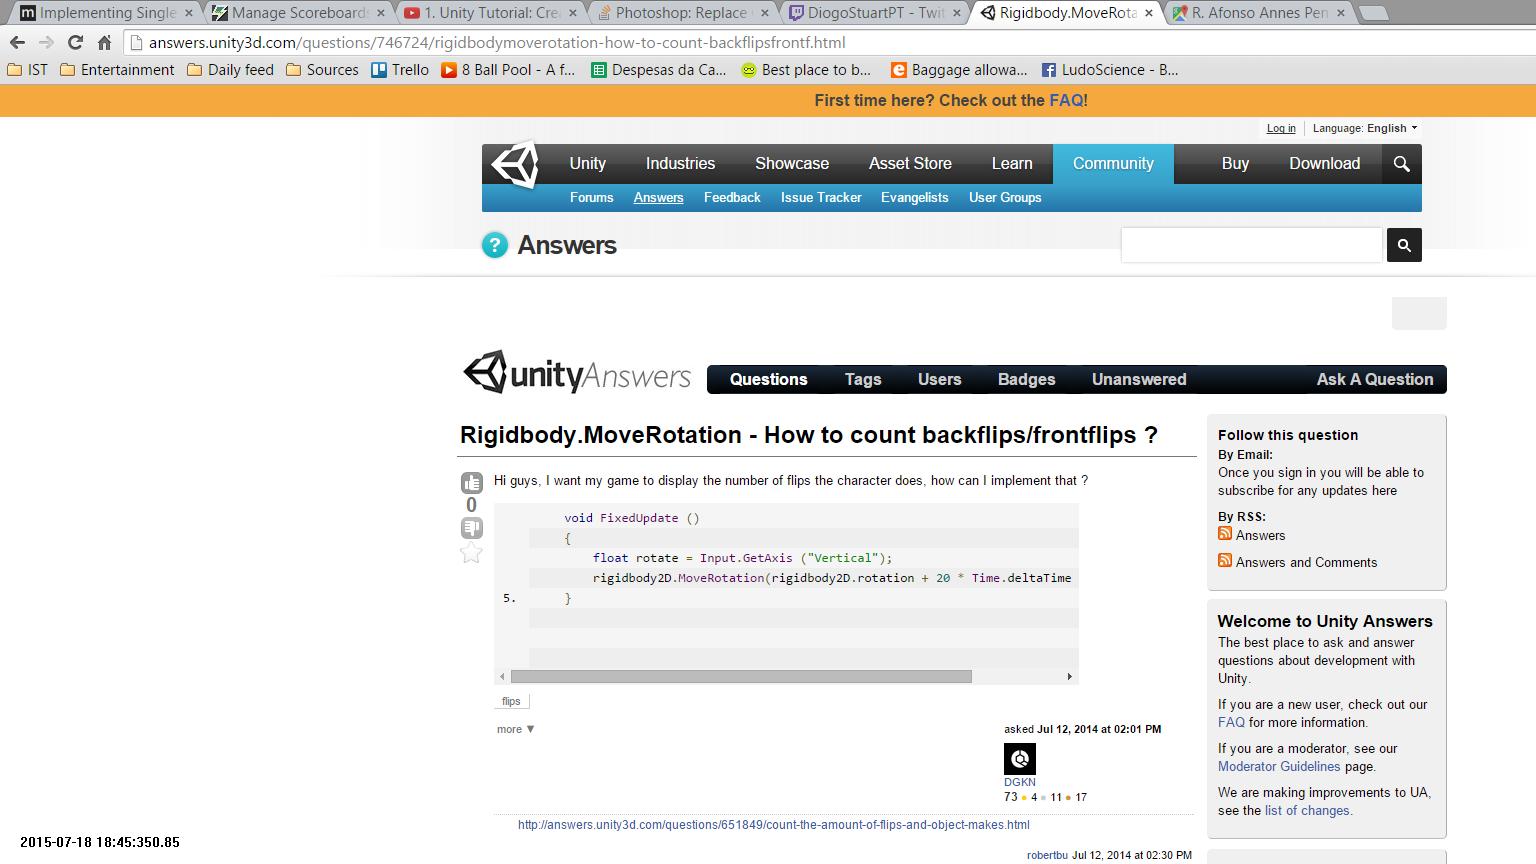 Implementing Single
Manage Scoreboards
1. Unity Tutorial: Crea
Photoshop: Replace
DiogoStuartPT - Twit
Rigidbody.MoveRota
R. Afonso Annes Pen
answers.unity3d.com/questions/746724/rigidbodymoverotation-how-to-count-backflipsfrontf.html
IST Entertainment Daily feed Sources Trello 8 Ball Pool - A f... Despesas da Ca... Best place to b... Baggage allowa... LudoScience - B...
First time here? Check out the FAQ!
Log in Language: English
Unity Industries Showcase Asset Store Learn Community Buy Download
Forums Answers Feedback Issue Tracker Evangelists User Groups
? Answers
unityAnswers Questions Tags Users Badges Unanswered Ask A Question
Rigidbody.MoveRotation - How to count backflips/frontflips ?
0
Hi guys, I want my game to display the number of flips the character does, how can I implement that ?
void FixedUpdate ()
{
float rotate = Input.GetAxis ("Vertical");
rigidbody2D.MoveRotation(rigidbody2D.rotation + 20 * Time.deltaTime
5. }
flips
more ▼
asked Jul 12, 2014 at 02:01 PM
DGKN
73 ● 4 ● 11 ● 17
http://answers.unity3d.com/questions/651849/count-the-amount-of-flips-and-object-makes.html
robertbu Jul 12, 2014 at 02:30 PM
Follow this question
By Email:
Once you sign in you will be able to
subscribe for any updates here
By RSS:
Answers
Answers and Comments
Welcome to Unity Answers
The best place to ask and answer
questions about development with
Unity.
If you are a new user, check out our
FAQ for more information.
If you are a moderator, see our
Moderator Guidelines page.
We are making improvements to UA,
see the list of changes.
2015-07-18 18:45:350.85